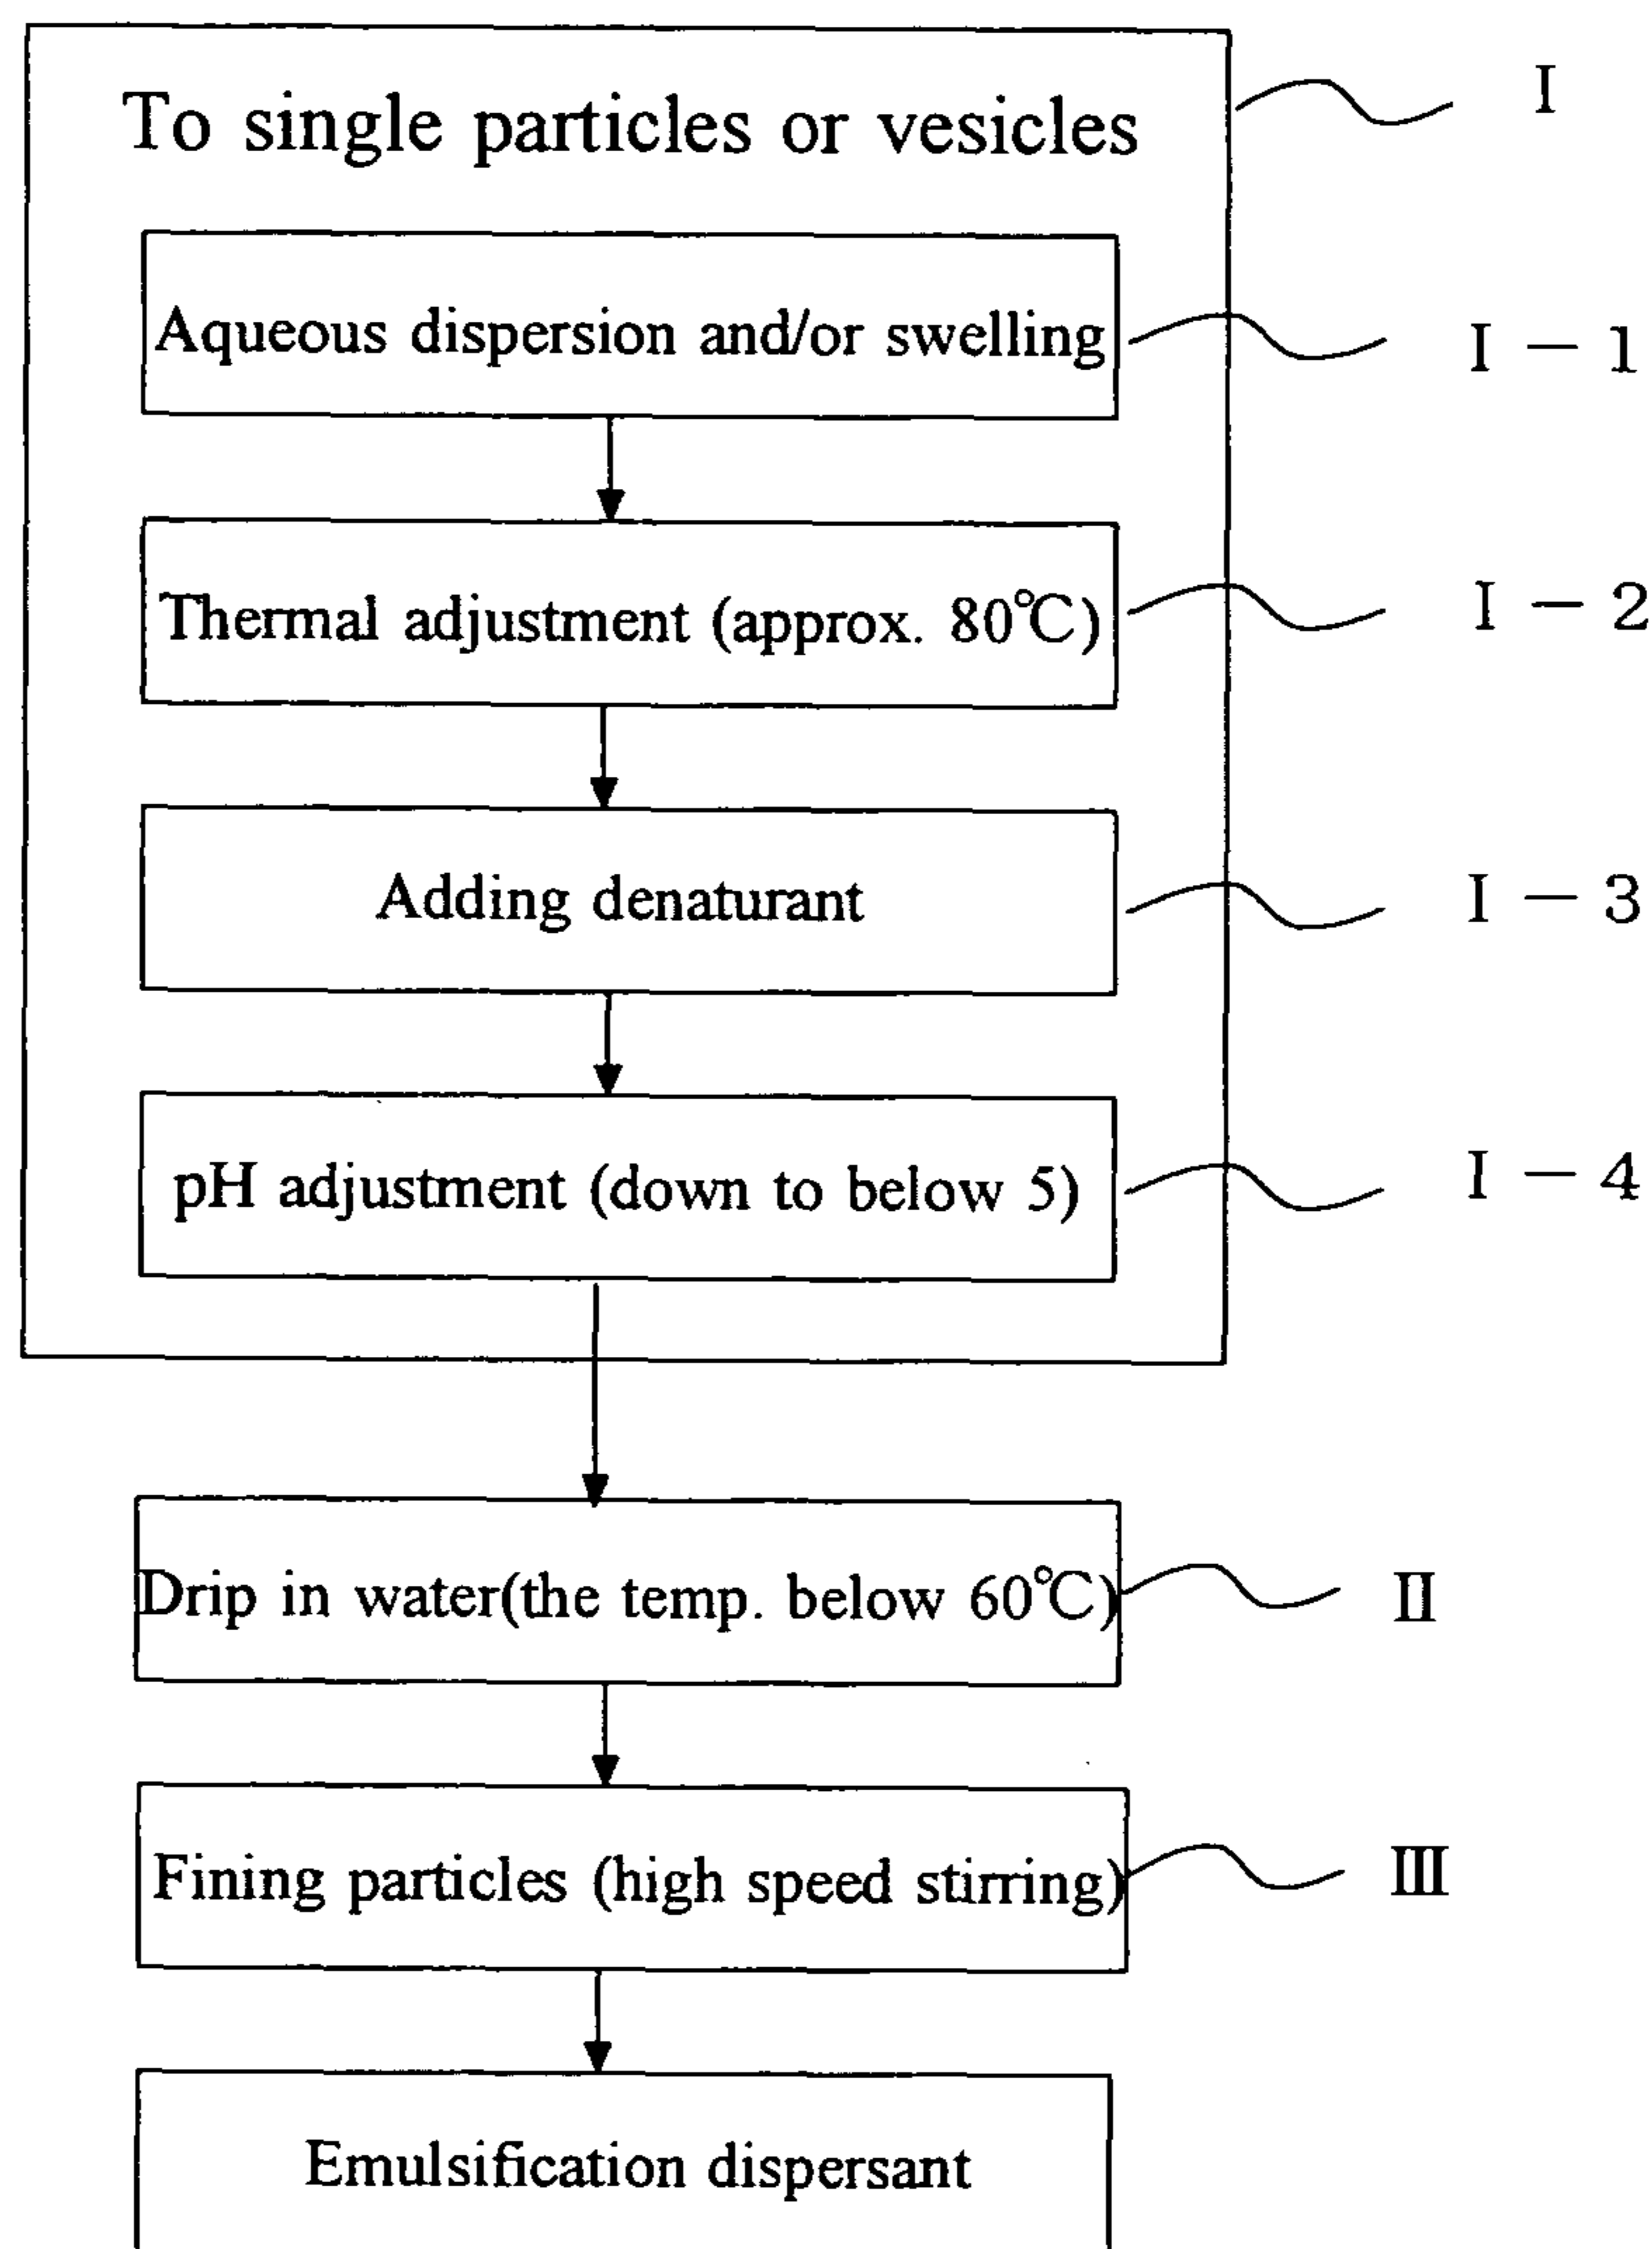 To single particles or vesicles
I
Aqueous dispersion and/or swelling
I-1
Thermal adjustment (approx. 80℃)
I-2
Adding denaturant
I-3
pH adjustment (down to below 5)
I-4
Drip in water(the temp. below 60℃)
II
Fining particles (high speed stirring)
III
Emulsification dispersant